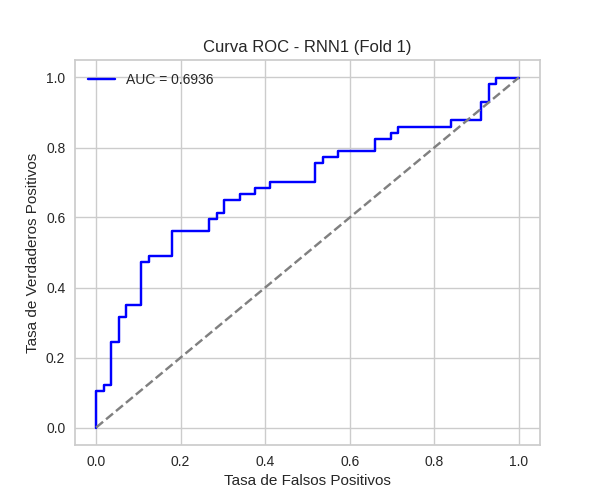 Curva ROC - RNN1 (Fold 1)
AUC = 0.6936
1.0
0.8
0.6
0.4
0.2
0.0
Tasa de Verdaderos Positivos
0.0 0.2 0.4 0.6 0.8 1.0
Tasa de Falsos Positivos